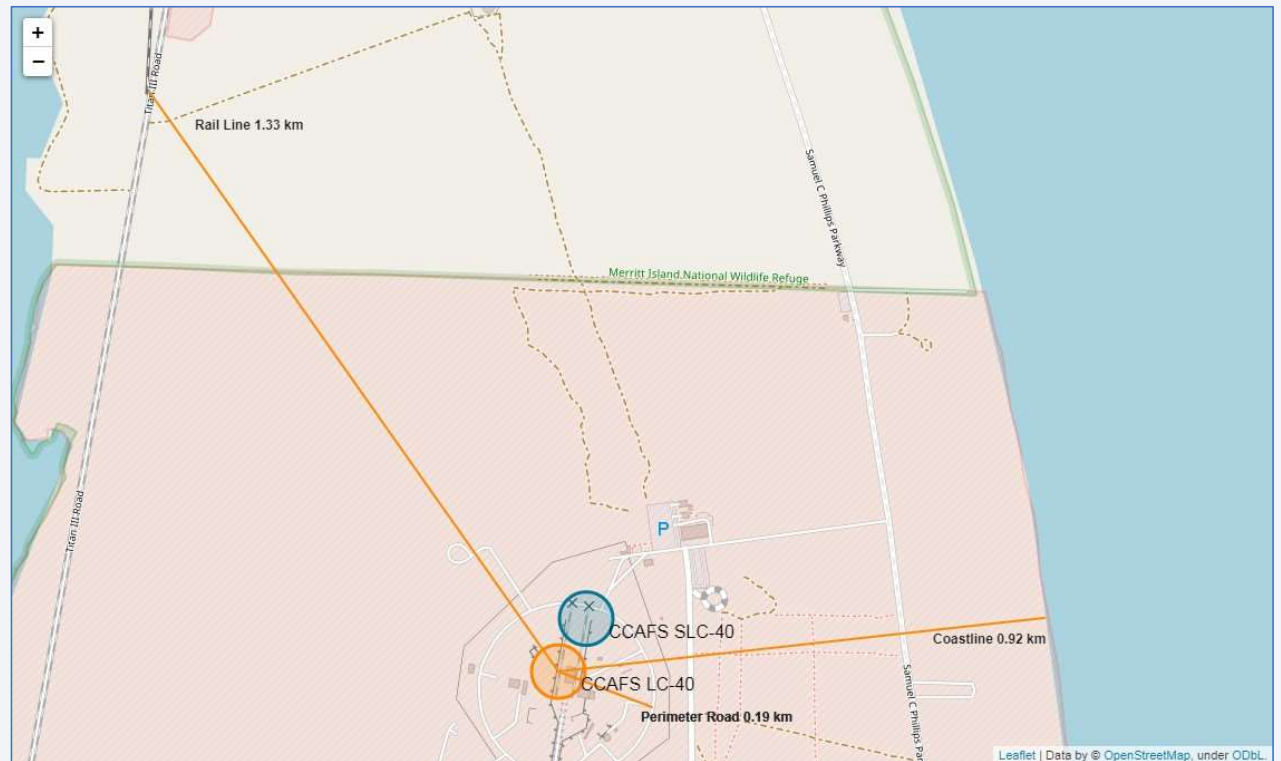 +
−
Titan III Road
Rail Line 1.33 km
Samuel C Phillips Parkway
Merritt Island National Wildlife Refuge
Titan III Road
P
CCAFS SLC-40
Coastline 0.92 km
CCAFS LC-40
Samuel C Phillips Par
Perimeter Road 0.19 km
Leaflet | Data by © OpenStreetMap, under ODbL.